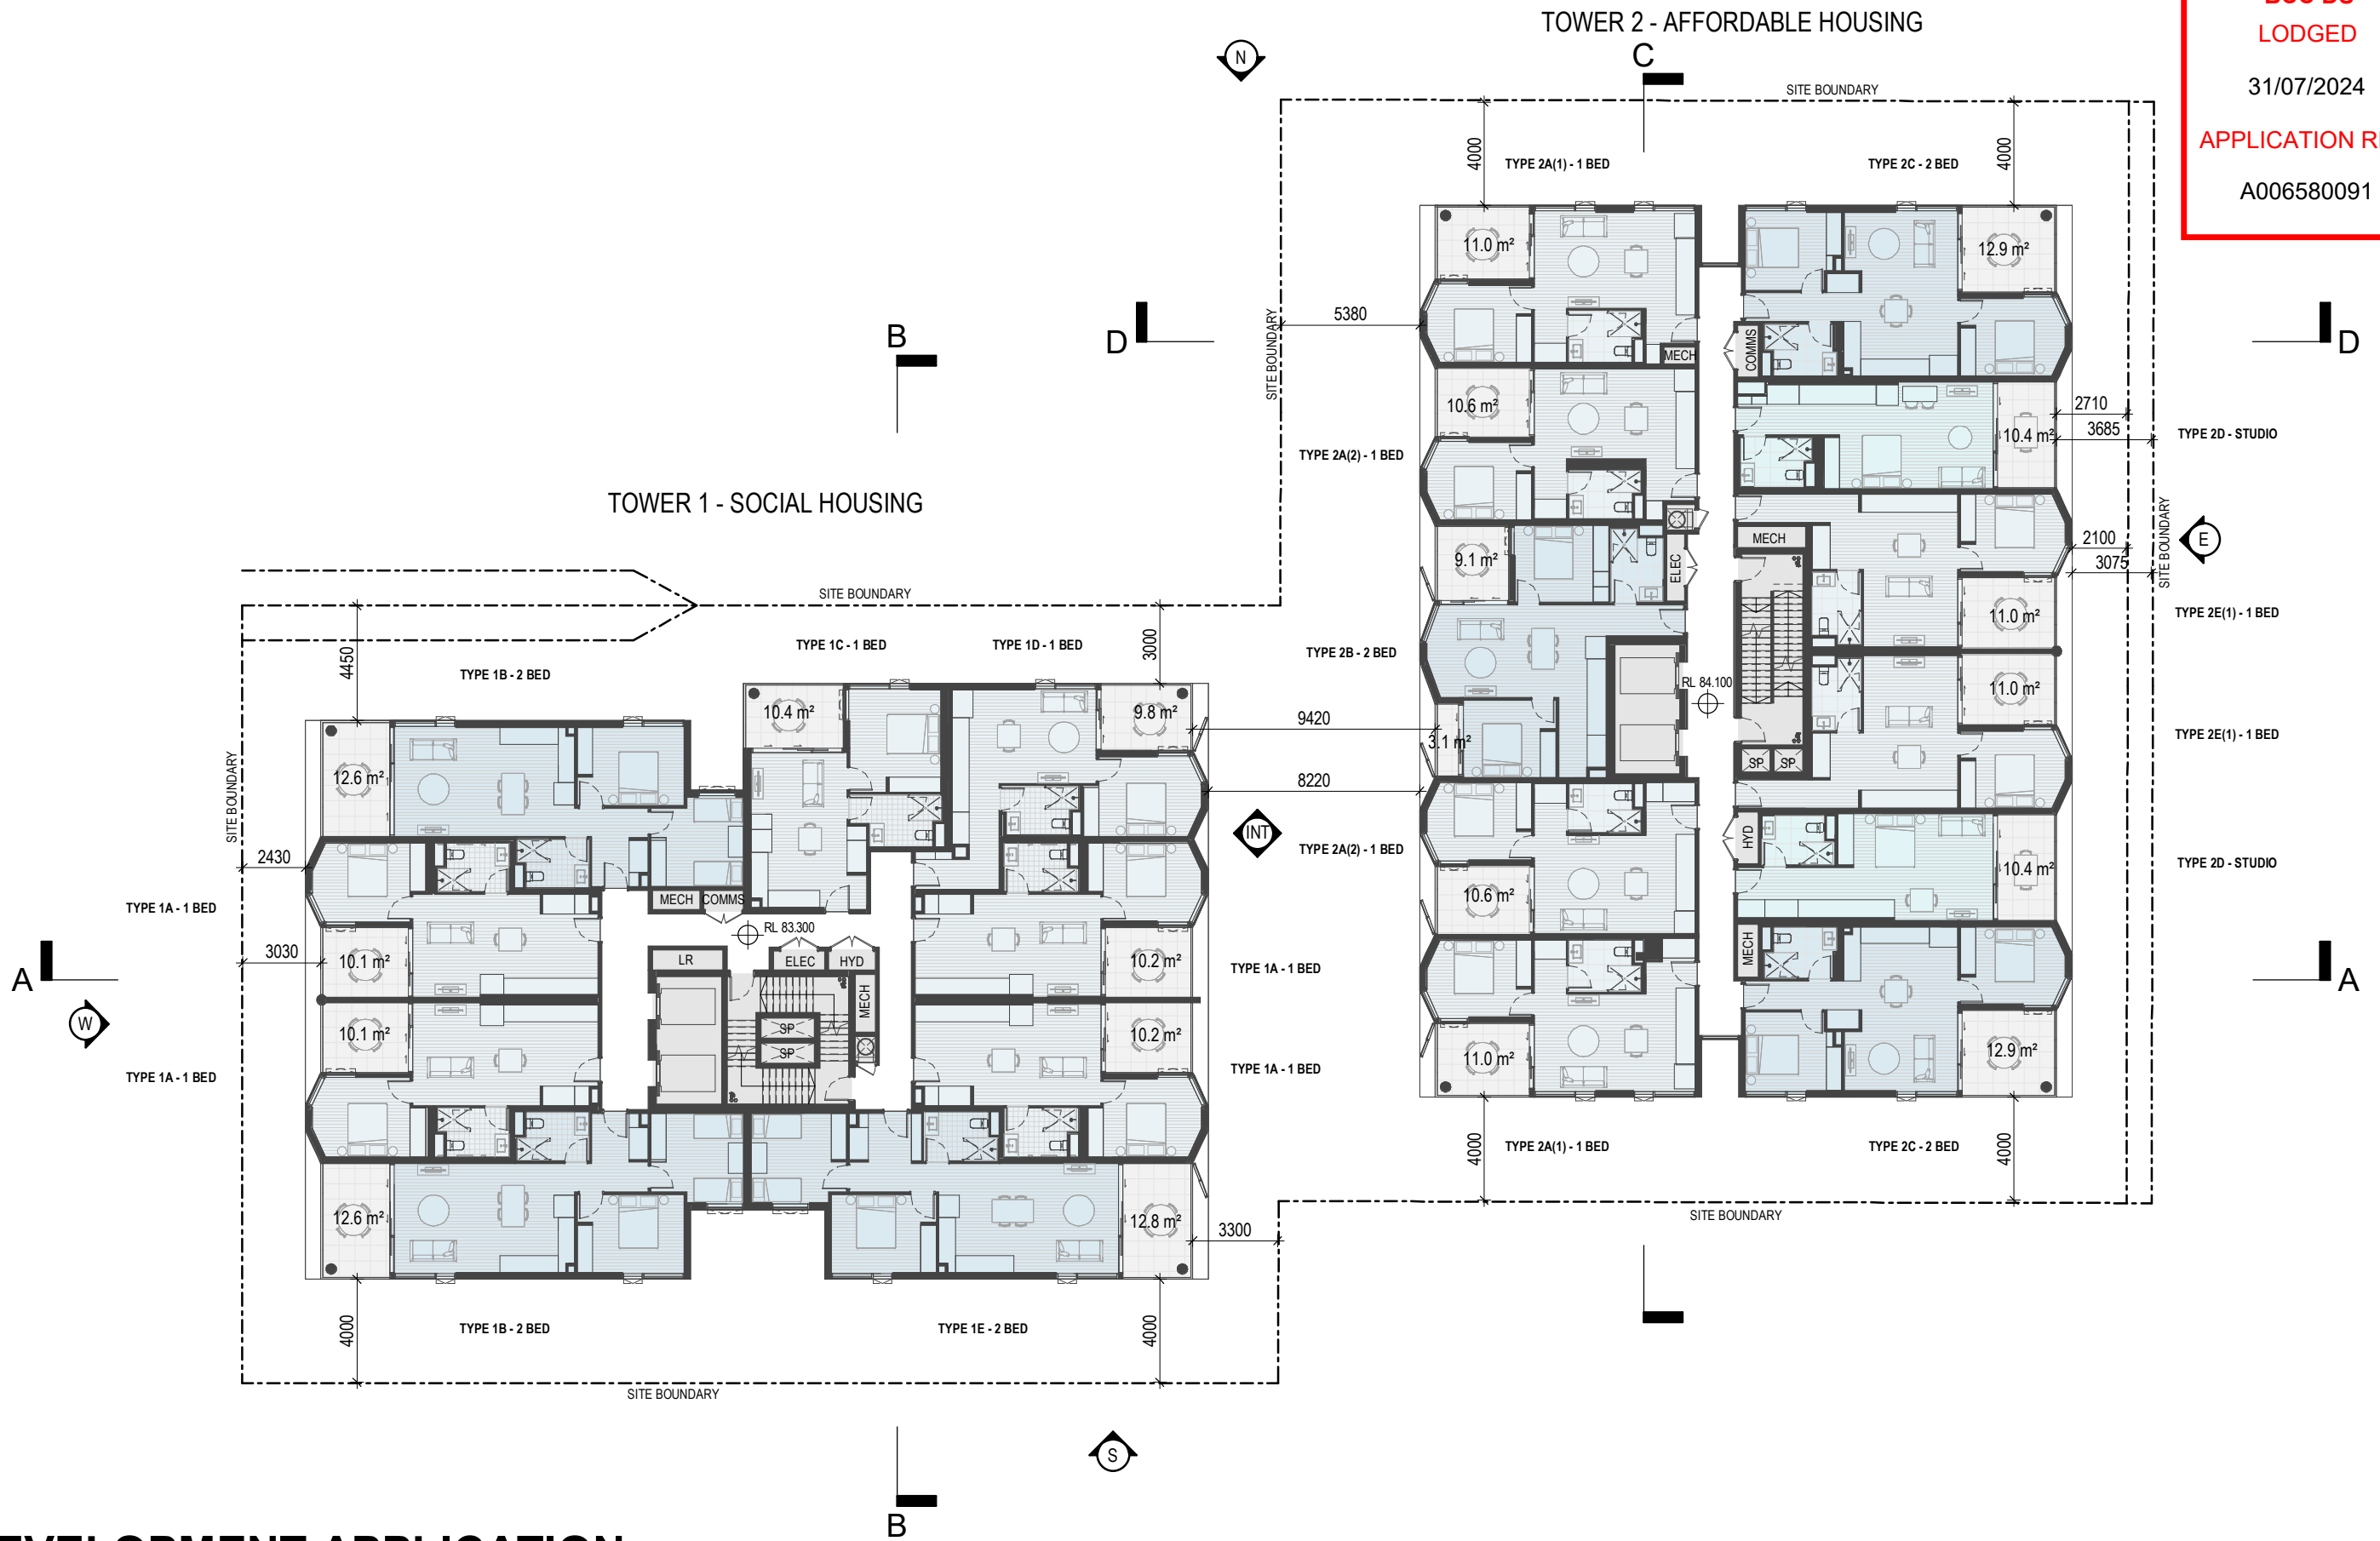 TOWER 2 - AFFORDABLE HOUSING
LODGED
31/07/2024
APPLICATION
A006580091
N
C
SITE BOUNDARY
4000
TYPE 2A(1) - 1 BED
TYPE 2C - 2 BED
4000
11.0 m²
12.9 m²
SITE BOUNDARY
5380
B
D
D
COMMS
MECH
10.6 m²
2710
3685
10.4 m²
TYPE 2D - STUDIO
TYPE 2A(2) - 1 BED
TOWER 1 - SOCIAL HOUSING
MECH
2100
3075
SITE BOUNDARY
E
9.1 m²
ELEC
SITE BOUNDARY
11.0 m²
TYPE 2E(1) - 1 BED
4450
TYPE 1B - 2 BED
TYPE 1C - 1 BED
TYPE 1D - 1 BED
3000
TYPE 2B - 2 BED
RL 84.100
11.0 m²
10.4 m²
9.8 m²
9420
3.1 m²
TYPE 2E(1) - 1 BED
SP
SP
12.6 m²
8220
SITE BOUNDARY
INT
HYD
2430
TYPE 2A(2) - 1 BED
TYPE 2D - STUDIO
10.4 m²
10.6 m²
TYPE 1A - 1 BED
MECH
COMMS
RL 83.300
MECH
3030
10.1 m²
LR
ELEC
HYD
10.2 m²
TYPE 1A - 1 BED
A
A
MECH
W
10.1 m²
SP
SP
10.2 m²
11.0 m²
12.9 m²
TYPE 1A - 1 BED
TYPE 1A - 1 BED
4000
TYPE 2A(1) - 1 BED
TYPE 2C - 2 BED
4000
12.6 m²
12.8 m²
3300
SITE BOUNDARY
4000
TYPE 1B - 2 BED
TYPE 1E - 2 BED
4000
SITE BOUNDARY
S
B
APPLICATION